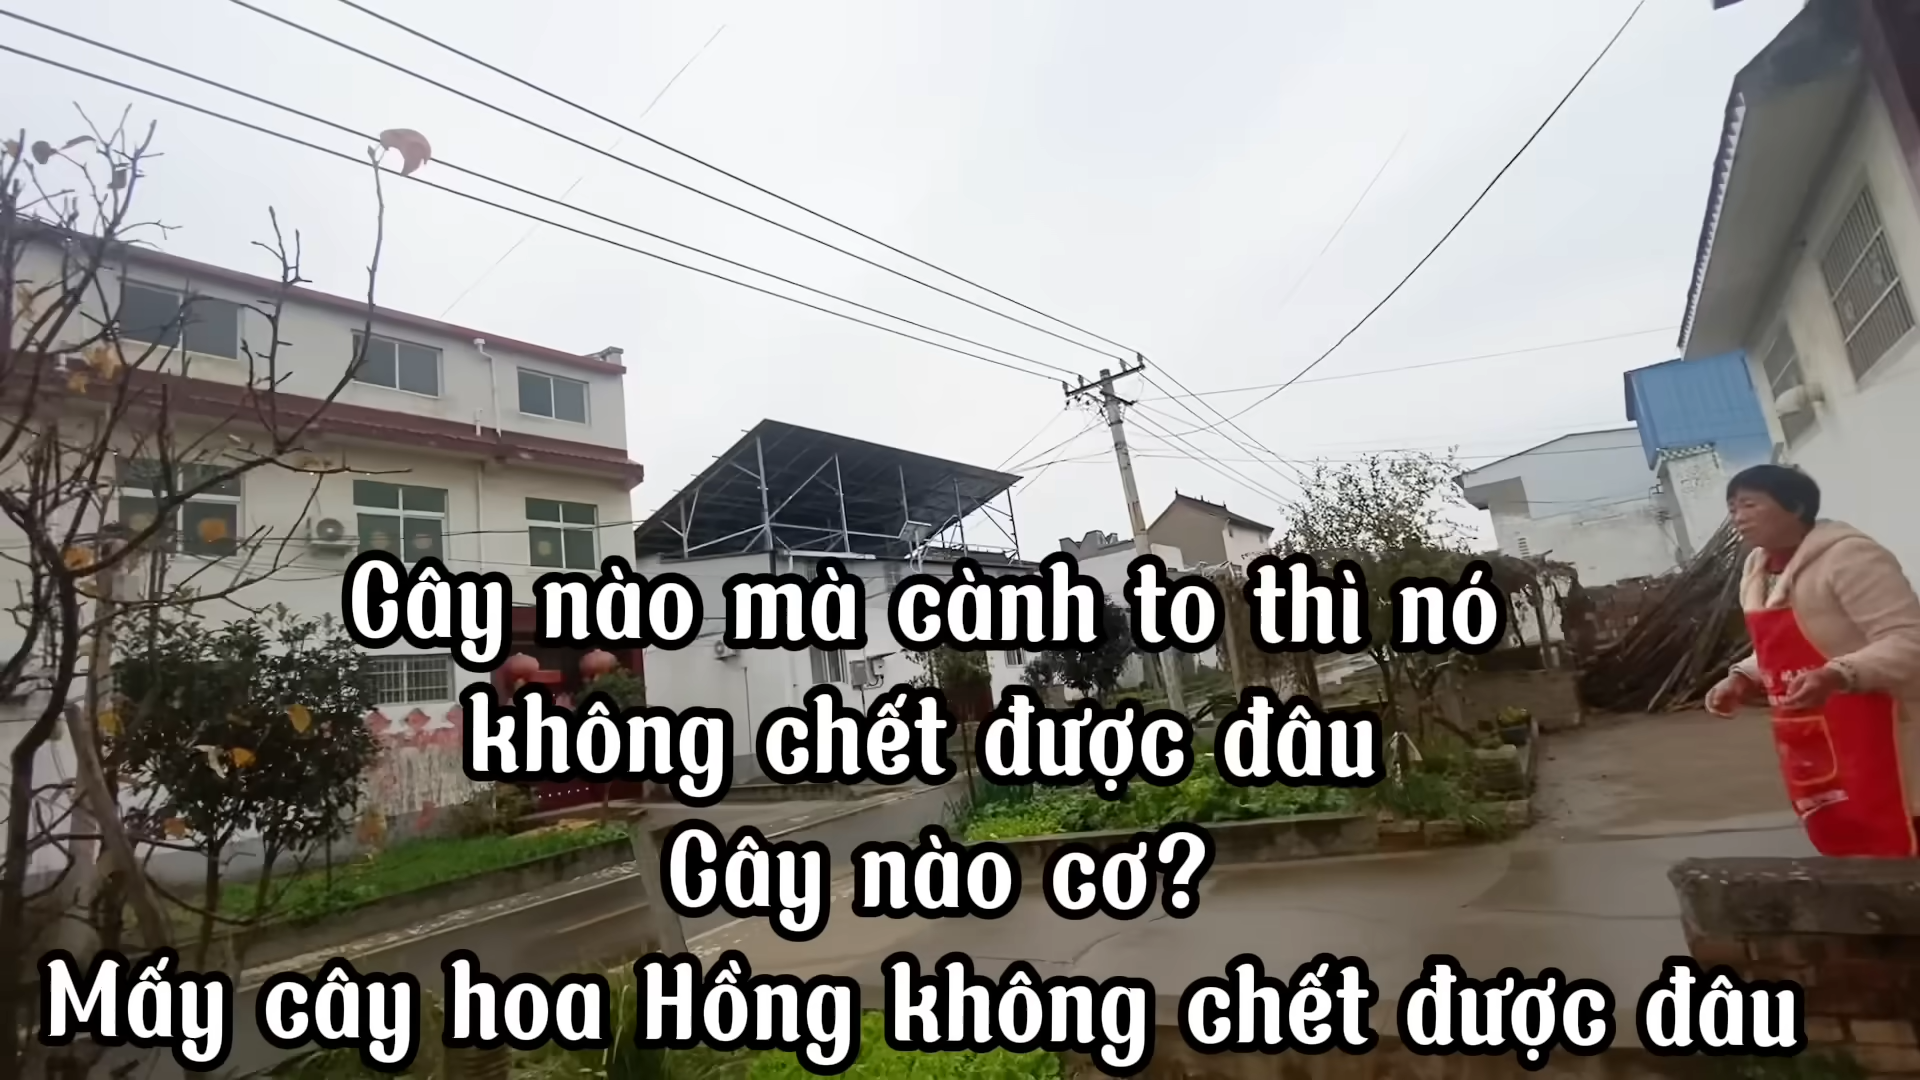 Cây nào mà cành to thì nó
không chết được đâu
Cây nào cơ?
Mấy cây hoa Hồng không chết được đâu